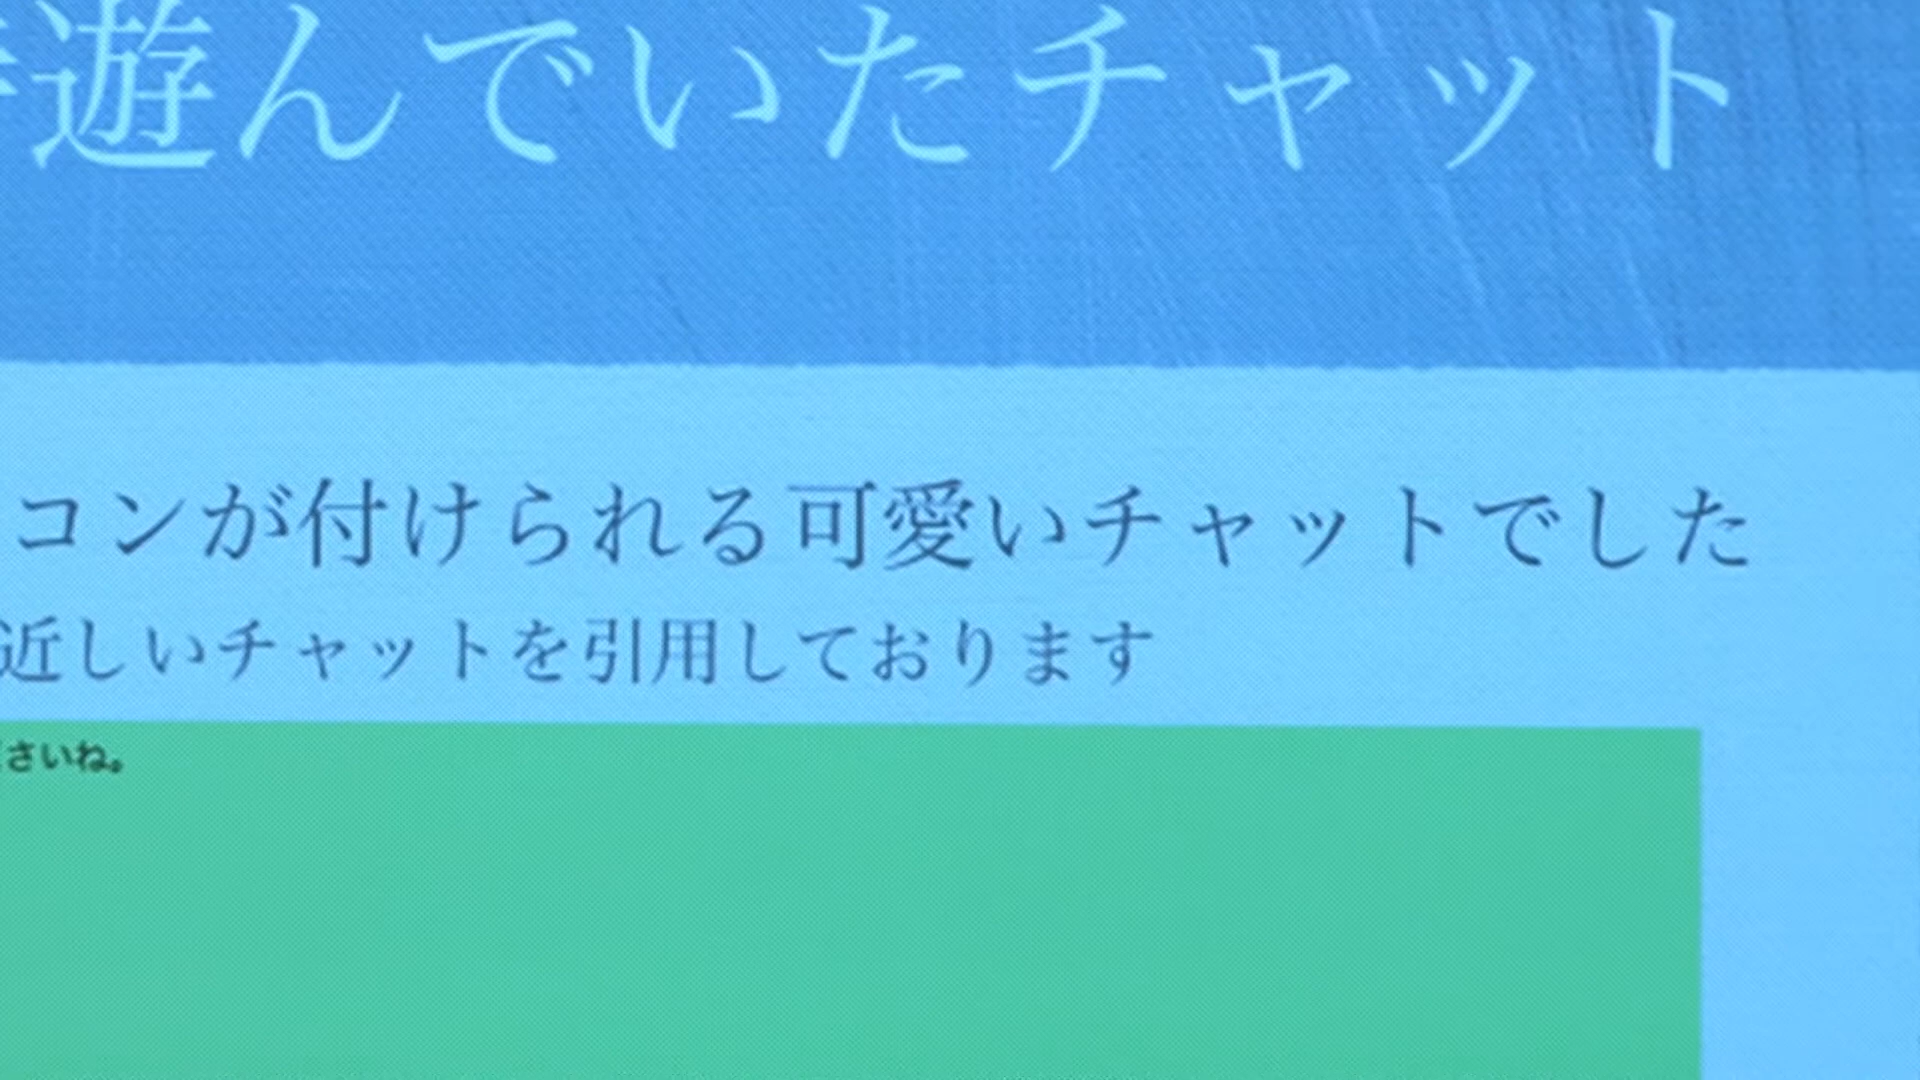 遊んでいたチャット
コンが付けられる可愛いチャットでした
近しいチャットを引用しております
さいね。